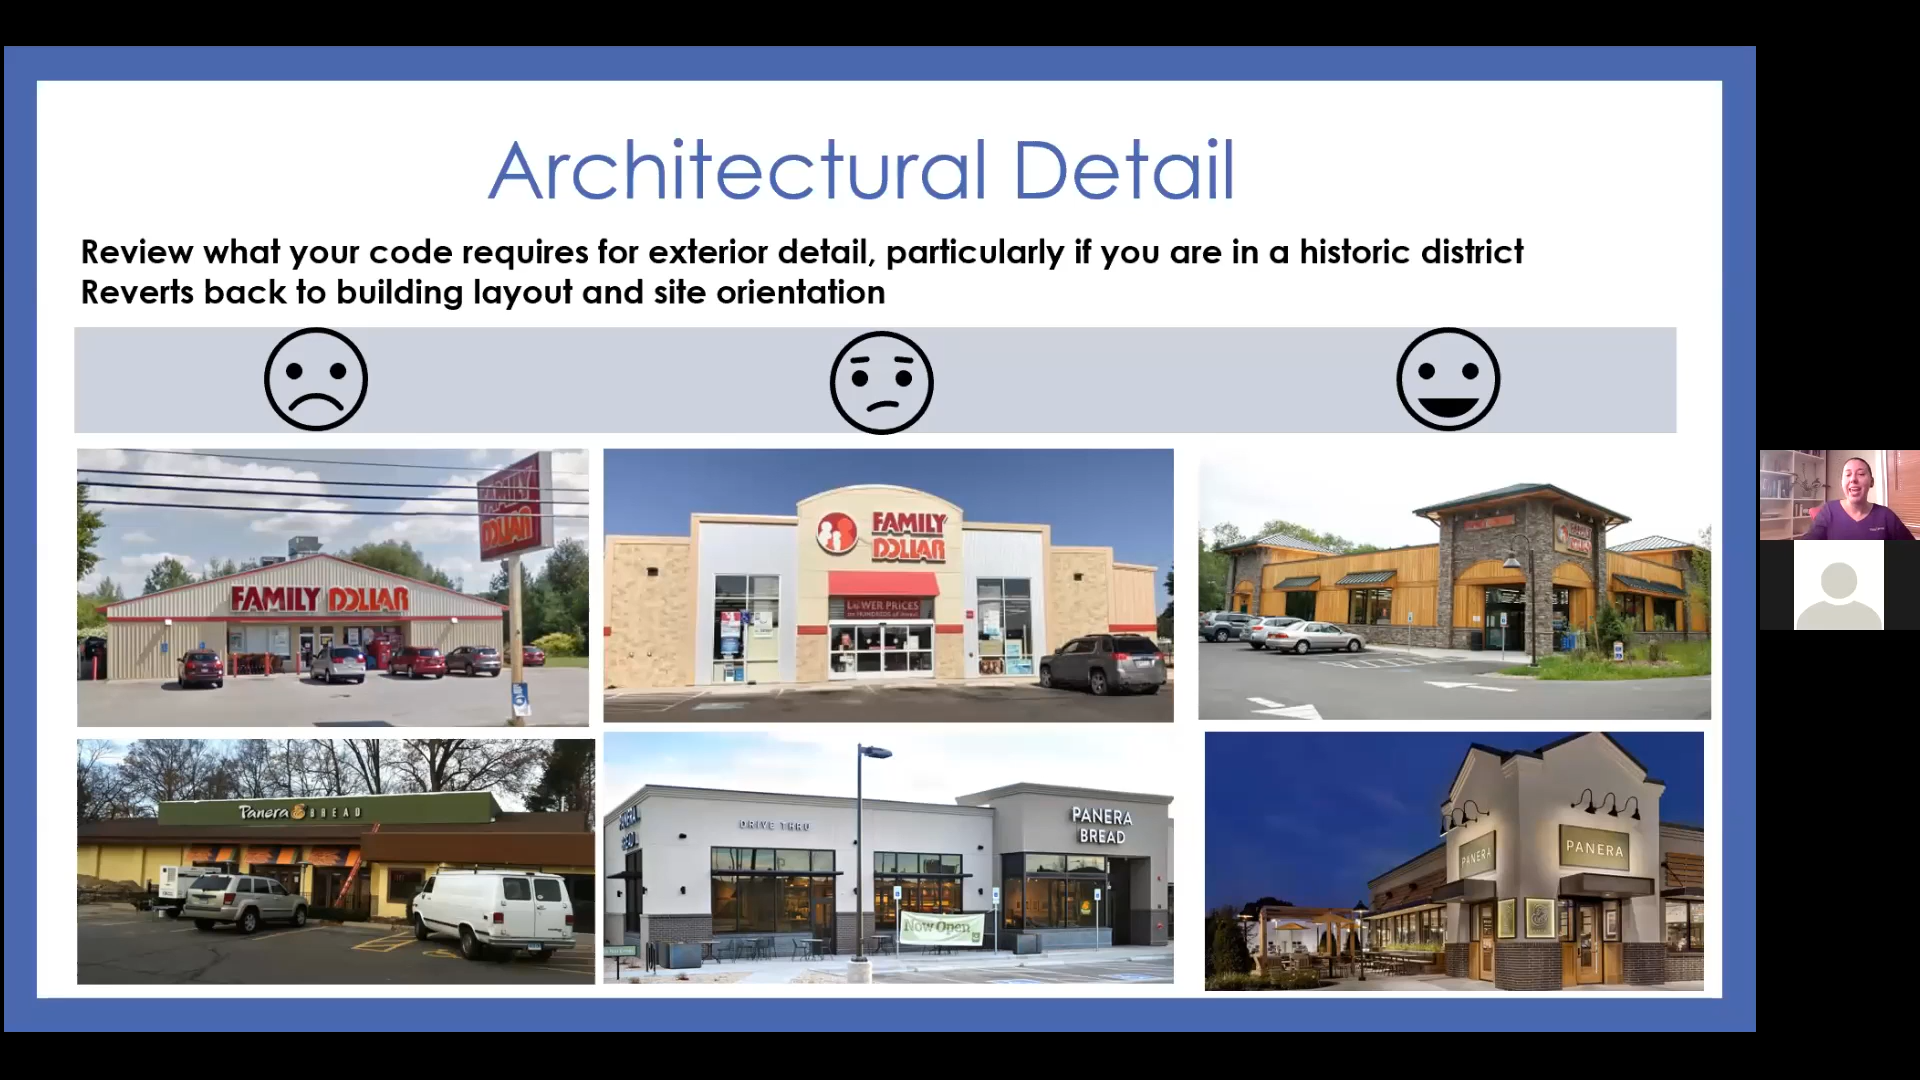 Architectural Detail
Review what your code requires for exterior detail, particularly if you are in a historic district
Reverts back to building layout and site orientation
FAMILY
DOLLAR
FAMILY DOLLAR
FAMILY
DOLLAR
LOWER PRICES
Panera BREAD
DRIVE THRU
PANERA
BREAD
Now Open
PANERA
PANERA